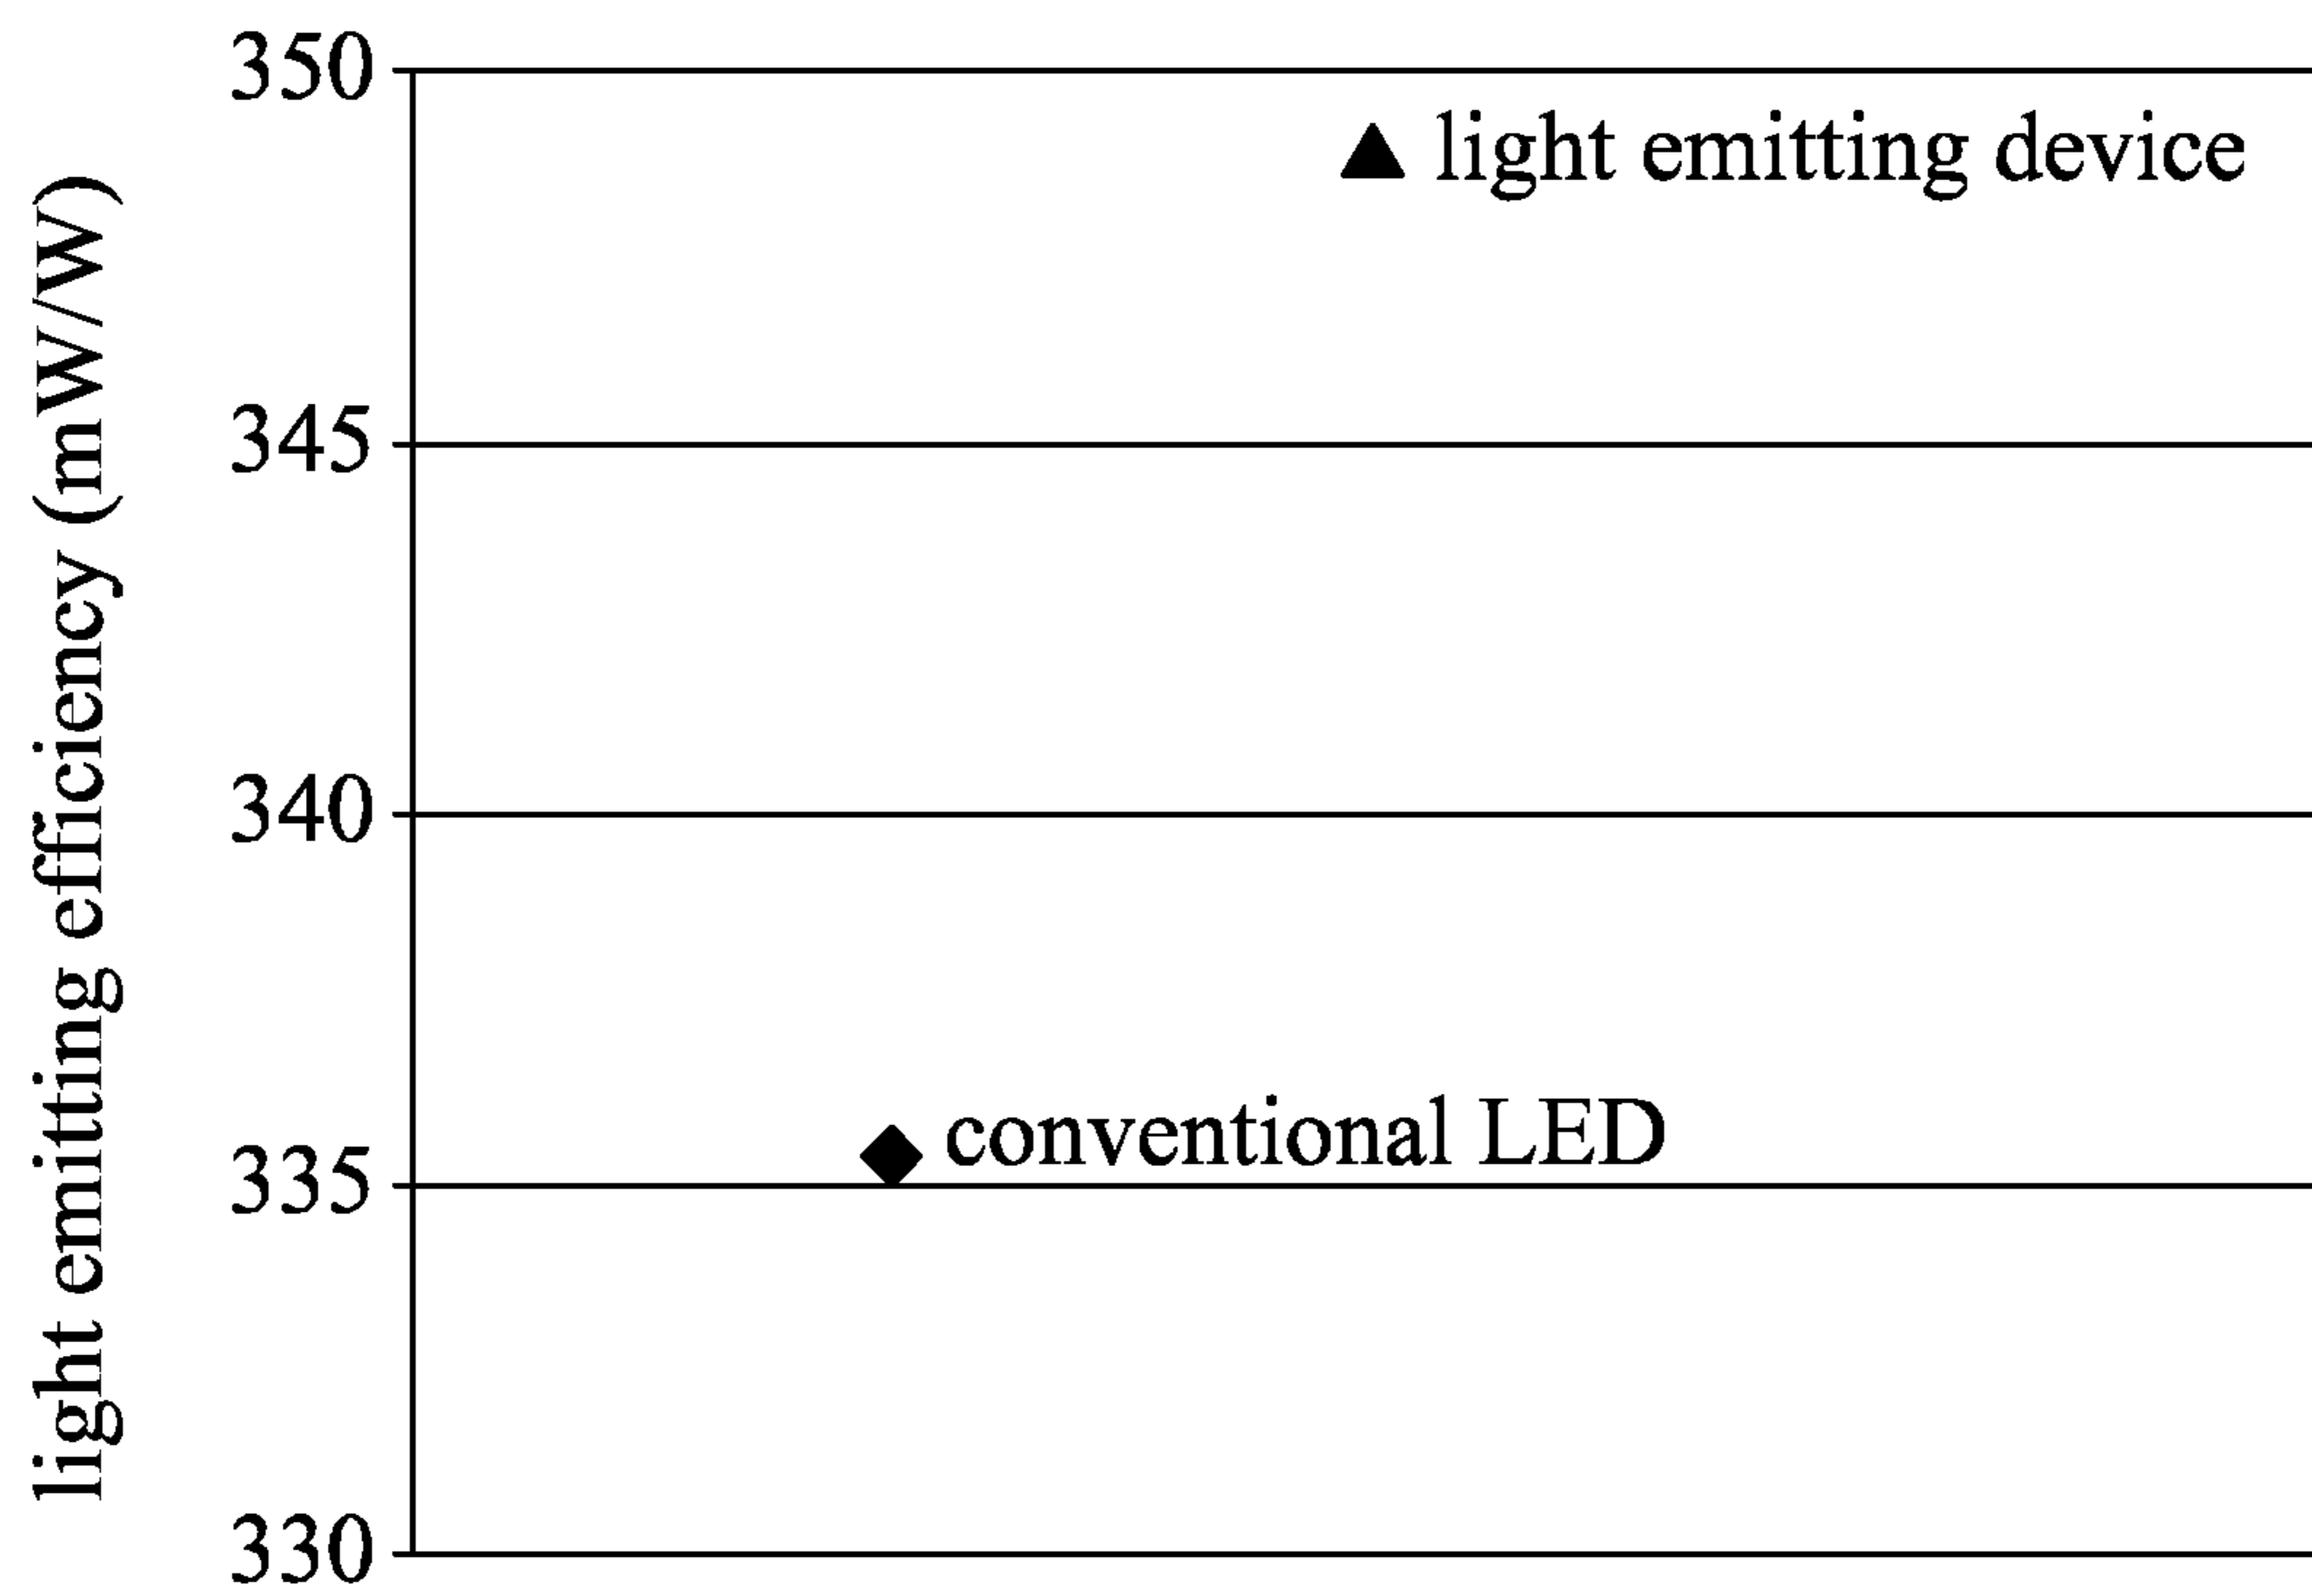 light emitting efficiency (mW/W)
350
light emitting device
345
340
conventional LED
335
330